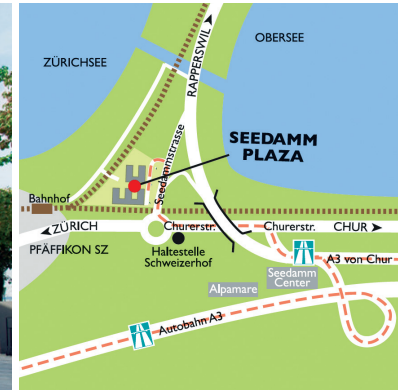 ZÜRICHSEE
OBERSEE
RAPPERSWIL
SEEDAMM
PLAZA
Seedammstrasse
Bahnhof
ZÜRICH
Churerstr.
Churerstr.
CHUR
PFÄFFIKON SZ
Haltestelle
Schweizerhof
A3 von Chur
Seedamm
Center
Alpamare
Autobahn A3